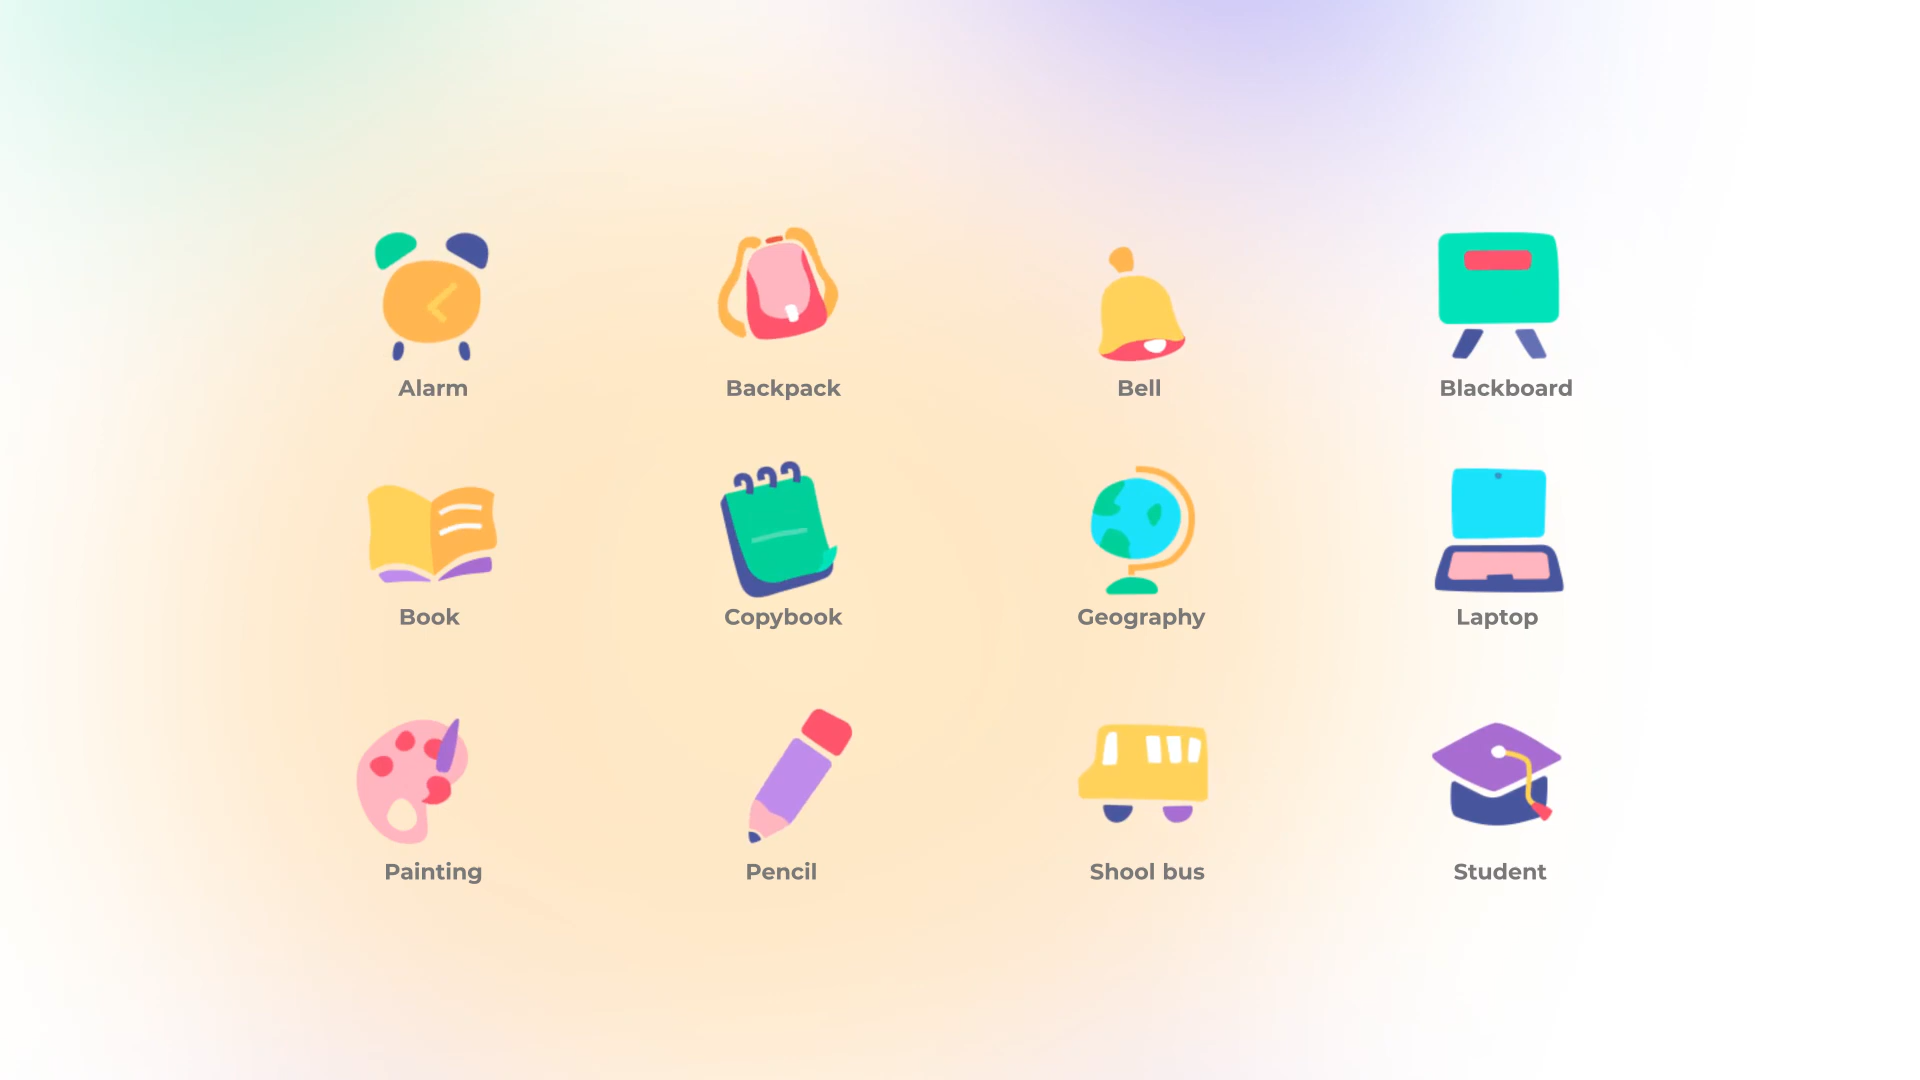 Alarm
Backpack
Bell
Blackboard
Book
Copybook
Geography
Laptop
Painting
Pencil
Shool bus
Student